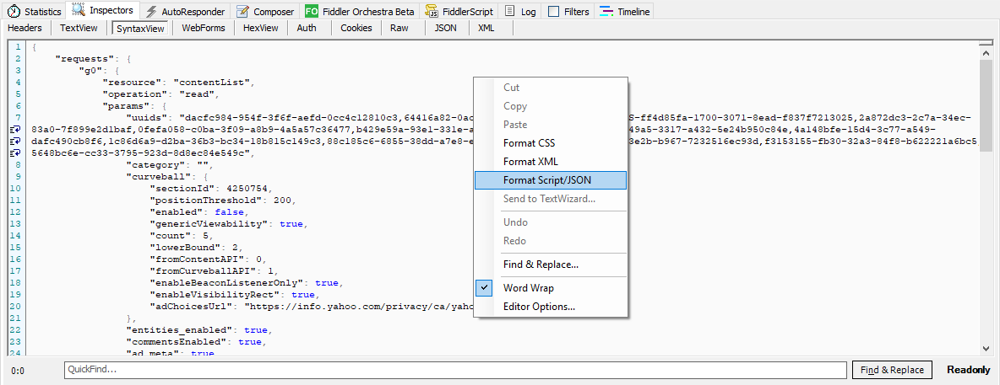 Statistics Inspectors AutoResponder Composer FO Fiddler Orchestra Beta JS FiddlerScript Log Filters Timeline
Headers TextView SyntaxView WebForms HexView Auth Cookies Raw JSON XML
1 {
2 "requests": {
3 "g0": {
4 "resource": "contentList",
5 "operation": "read",
6 "params": {
7 "uuids": "dacfc984-954f-3f6f-aefd-0cc4c12810c3,64416a82-0ac S-ff4d85fa-1700-3071-8ead-f837f7213025,2a872dc3-2c7a-34ec-
83a0-7f899e2d1baf,0fefa058-c0ba-3f09-a8b9-4a5a57c36477,b429e59a-93e1-331e-a 49a5-3317-a432-5e24b950c84e,4a148bfe-15d4-3c77-a549-
dafc490cb8f6,1c86d6a9-d2ba-36b3-bc34-18b815c149c3,88c185c6-6855-38dd-a7e8-e 3e2b-b967-7232516ec93d,f3153155-fb30-32a3-84f8-b622221a6bc5,
5648bc6e-cc33-3795-923d-8d8ec84e549c",
8 "category": "",
9 "curveball": {
10 "sectionId": 4250754,
11 "positionThreshold": 200,
12 "enabled": false,
13 "genericViewability": true,
14 "count": 5,
15 "lowerBound": 2,
16 "fromContentAPI": 0,
17 "fromCurveballAPI": 1,
18 "enableBeaconListenerOnly": true,
19 "enableVisibilityRect": true,
20 "adChoicesUrl": "https://info.yahoo.com/privacy/ca/yaho
21 },
22 "entities_enabled": true,
23 "commentsEnabled": true,
24 "ad_meta": true
Cut
Copy
Paste
Format CSS
Format XML
Format Script/JSON
Send to TextWizard...
Undo
Redo
Find & Replace...
Word Wrap
Editor Options...
0:0 QuickFind... Find & Replace Readonly